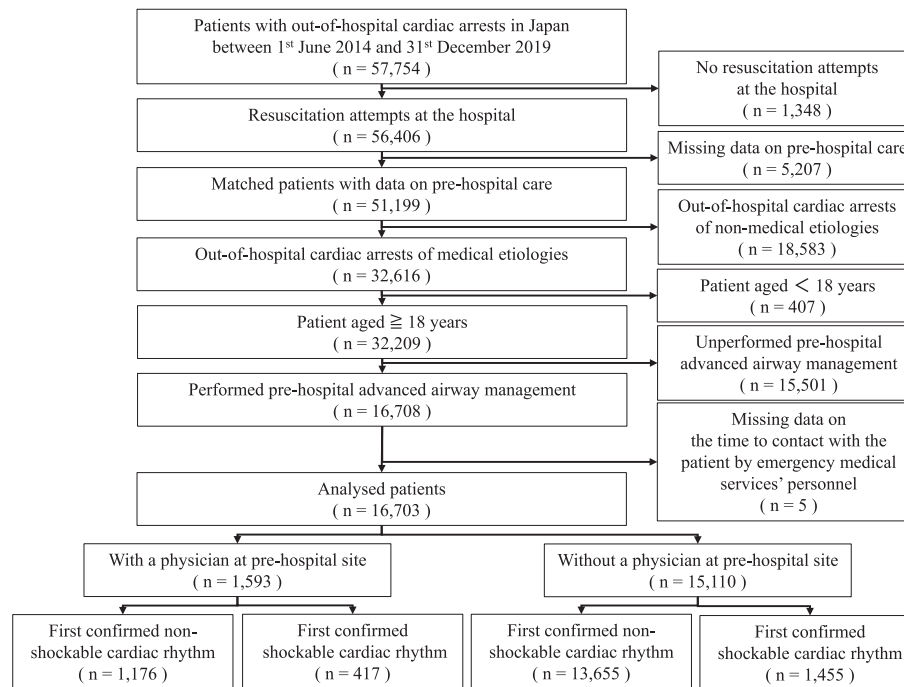 Patients with out-of-hospital cardiac arrests in Japan
between 1st June 2014 and 31st December 2019
( n = 57,754 )
No resuscitation attempts
at the hospital
( n = 1,348 )
Resuscitation attempts at the hospital
( n = 56,406 )
Missing data on pre-hospital care
( n = 5,207 )
Matched patients with data on pre-hospital care
( n = 51,199 )
Out-of-hospital cardiac arrests
of non-medical etiologies
( n = 18,583 )
Out-of-hospital cardiac arrests of medical etiologies
( n = 32,616 )
Patient aged < 18 years
( n = 407 )
Patient aged ≧ 18 years
( n = 32,209 )
Unperformed pre-hospital
advanced airway management
( n = 15,501 )
Performed pre-hospital advanced airway management
( n = 16,708 )
Missing data on
the time to contact with the
patient by emergency medical
services’ personnel
( n = 5 )
Analysed patients
( n = 16,703 )
With a physician at pre-hospital site
( n = 1,593 )
Without a physician at pre-hospital site
( n = 15,110 )
First confirmed non-
shockable cardiac rhythm
( n = 1,176 )
First confirmed
shockable cardiac rhythm
( n = 417 )
First confirmed non-
shockable cardiac rhythm
( n = 13,655 )
First confirmed
shockable cardiac rhythm
( n = 1,455 )